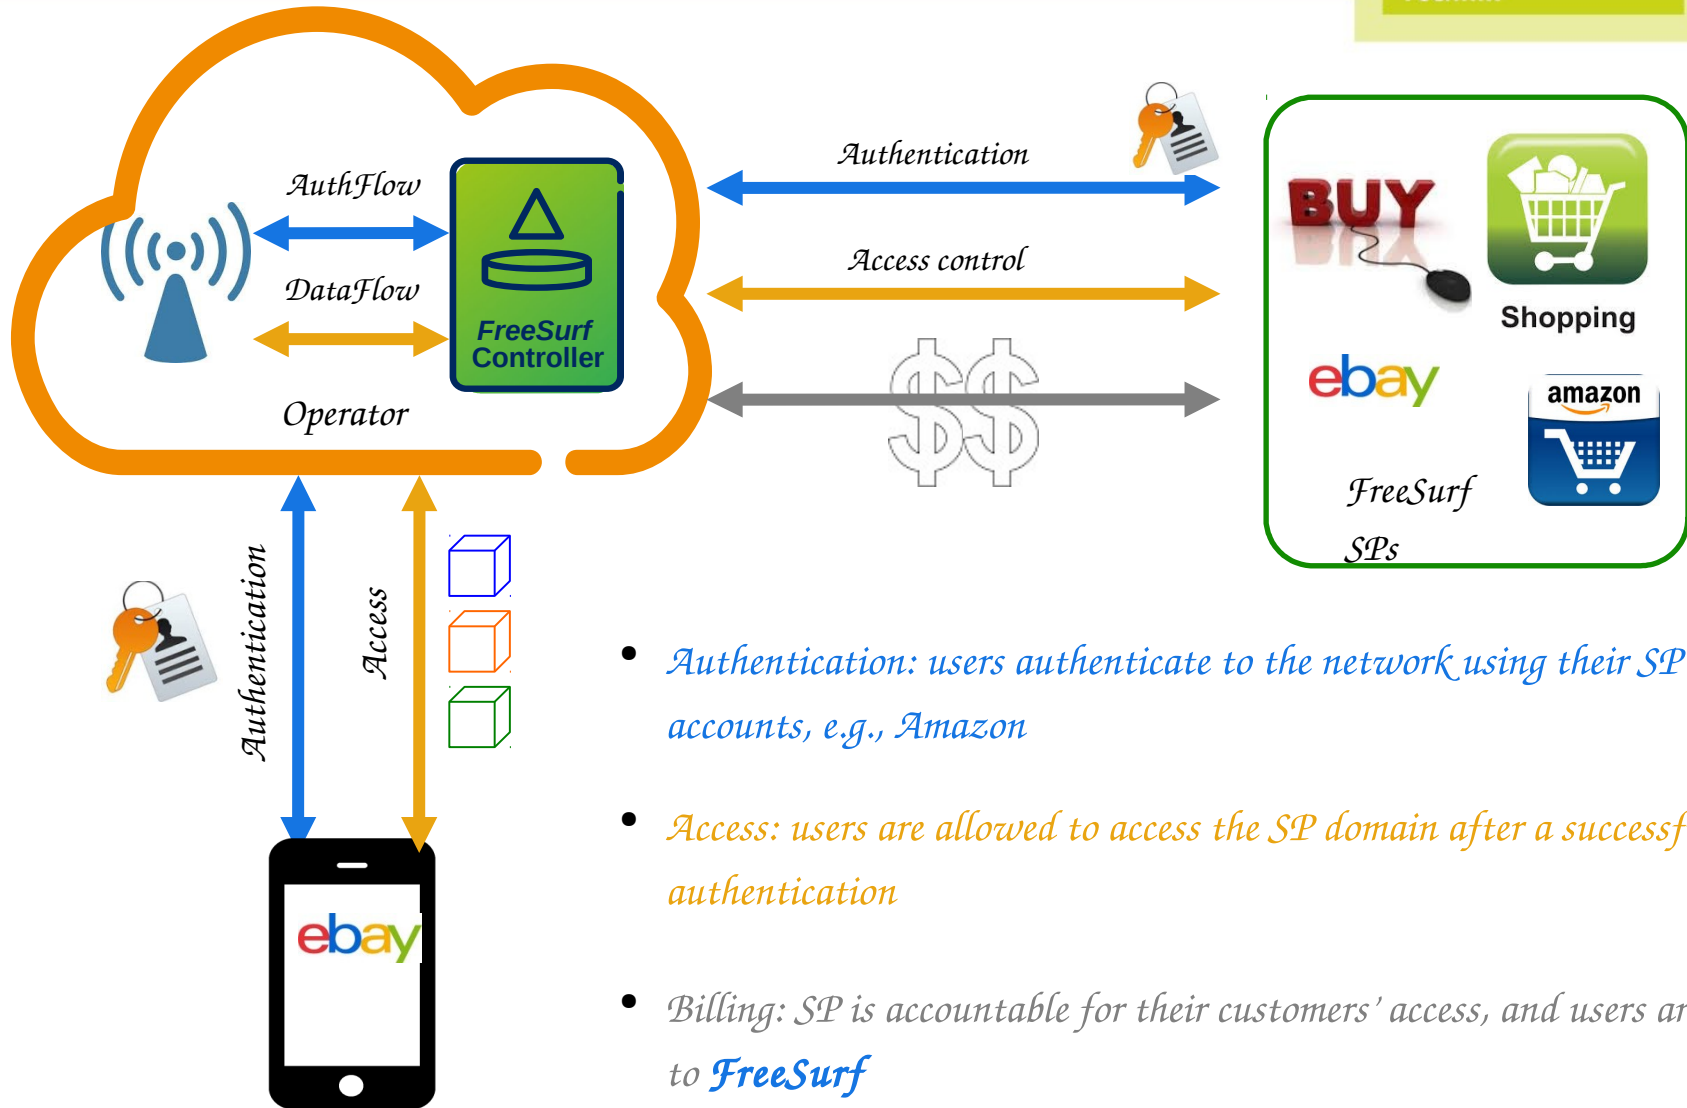 Authentication
AuthFlow
Access control
DataFlow
BUY
FreeSurf
Controller
Shopping
Operator
$$
ebay
amazon
FreeSurf
SPs
Authentication
Access
ebay
Authentication: users authenticate to the network using their SP
accounts, e.g., Amazon
Access: users are allowed to access the SP domain after a successf
authentication
Billing: SP is accountable for their customers' access, and users ar
to FreeSurf